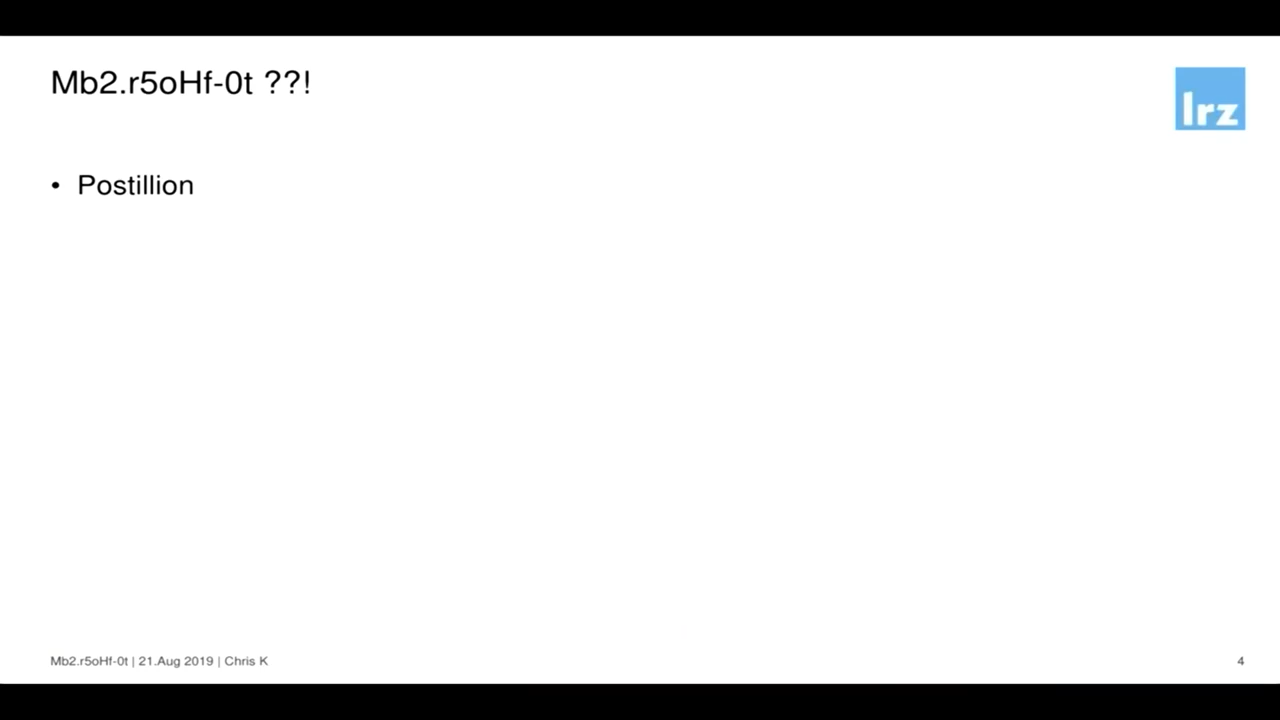 Mb2.r5oHf-0t ??!
lrz
• Postillion
Mb2.r5oHf-0t | 21.Aug 2019 | Chris K
4